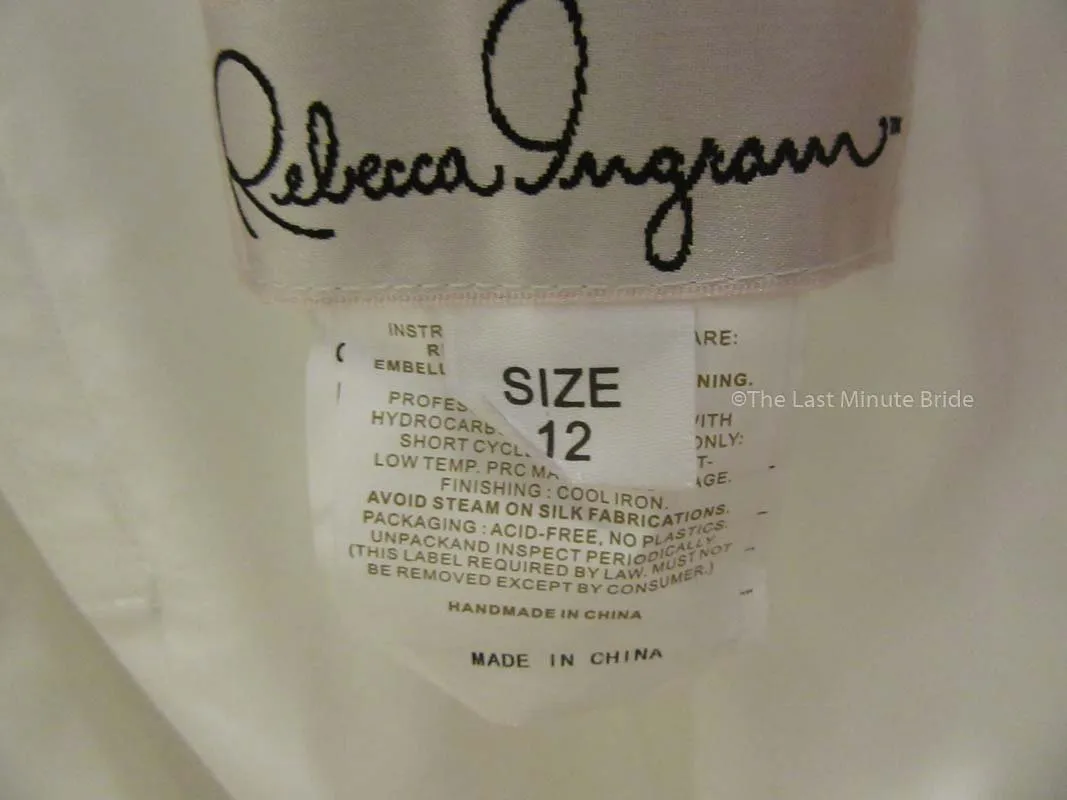 Rebecca Ingram™
INSTR ARE:
EMBELL NING.
SIZE
12
PROFES
HYDROCARB WITH
SHORT CYCL ONLY:
LOW TEMP. PRC MA T-
FINISHING : COOL IRON. AGE.
AVOID STEAM ON SILK FABRICATIONS.
PACKAGING : ACID-FREE, NO PLASTICS.
UNPACKAND INSPECT PERIODICALLY
(THIS LABEL REQUIRED BY LAW. MUST NOT
BE REMOVED EXCEPT BY CONSUMER.)
HANDMADE IN CHINA
MADE IN CHINA
©The Last Minute Bride